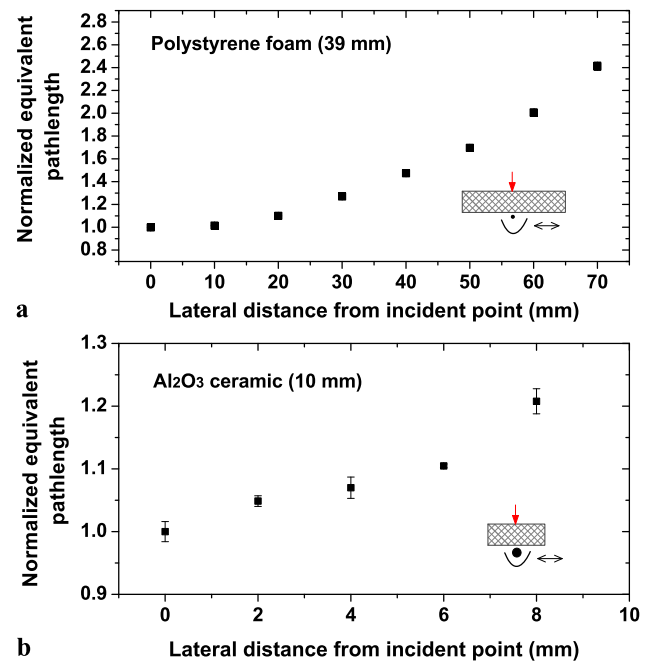 Normalized equivalent
pathlength
2.8
2.6
2.4
2.2
2.0
1.8
1.6
1.4
1.2
1.0
0.8
Polystyrene foam (39 mm)
0 10 20 30 40 50 60 70
a
Lateral distance from incident point (mm)
Normalized equivalent
pathlength
1.3
1.2
1.1
1.0
0.9
Al2O3 ceramic (10 mm)
0 2 4 6 8 10
b
Lateral distance from incident point (mm)